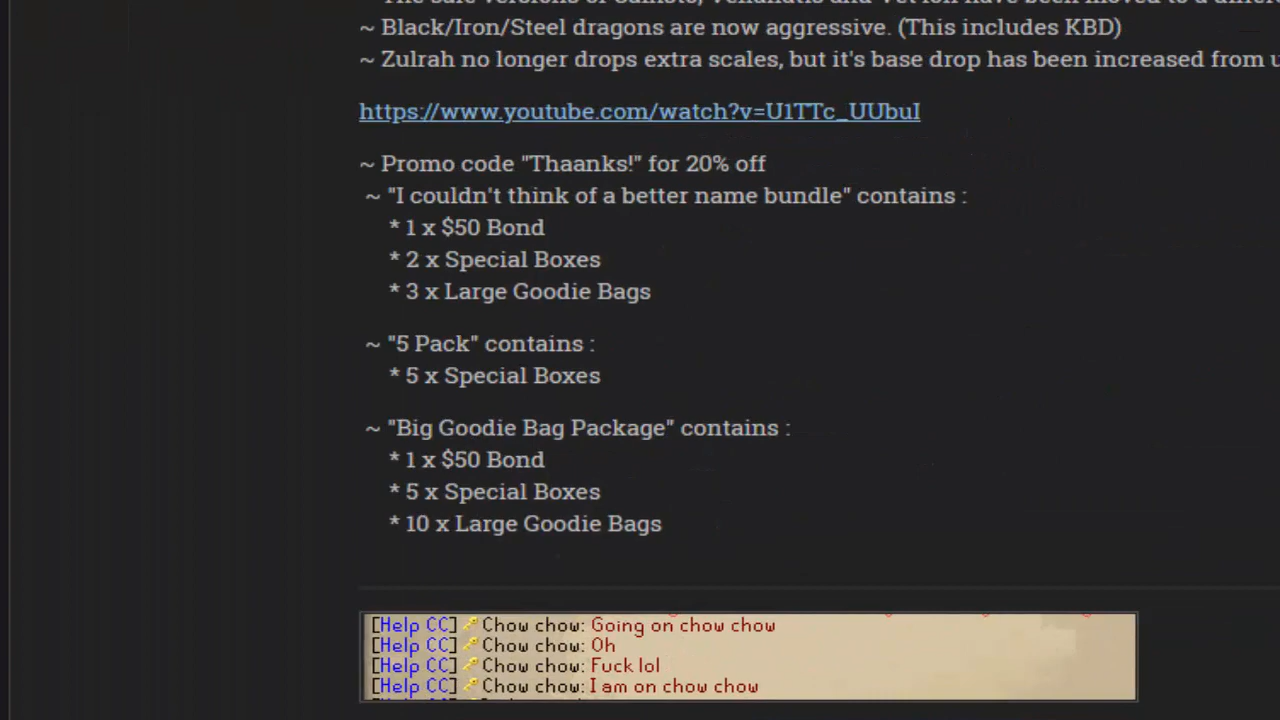 ~ Black/Iron/Steel dragons are now aggressive. (This includes KBD)
~ Zulrah no longer drops extra scales, but it's base drop has been increased from
https://www.youtube.com/watch?v=U1TTc_UUbuI
~ Promo code "Thaanks!" for 20% off
~ "I couldn't think of a better name bundle" contains :
* 1 x $50 Bond
* 2 x Special Boxes
* 3 x Large Goodie Bags
~ "5 Pack" contains :
* 5 x Special Boxes
~ "Big Goodie Bag Package" contains :
* 1 x $50 Bond
* 5 x Special Boxes
* 10 x Large Goodie Bags
[Help CC] Chow chow: Going on chow chow
[Help CC] Chow chow: Oh
[Help CC] Chow chow: Fuck lol
[Help CC] Chow chow: I am on chow chow